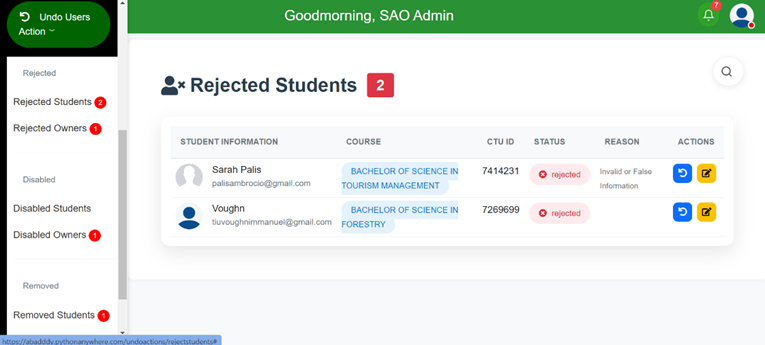 Undo Users
Action
Goodmorning, SAO Admin
7
Rejected
Rejected Students 2
Rejected Owners 1
Disabled
Disabled Students
Disabled Owners 1
Removed
Removed Students 1
Rejected Students 2
STUDENT INFORMATION COURSE CTU ID STATUS REASON ACTIONS
Sarah Palis
palisambrocio@gmail.com
BACHELOR OF SCIENCE IN
TOURISM MANAGEMENT
7414231
rejected
Invalid or False
Information
Voughn
tiuvoughnimmanuel@gmail.com
BACHELOR OF SCIENCE IN
FORESTRY
7269699
rejected
https://abadddy.pythonanywhere.com/undoactions/rejectstudents#